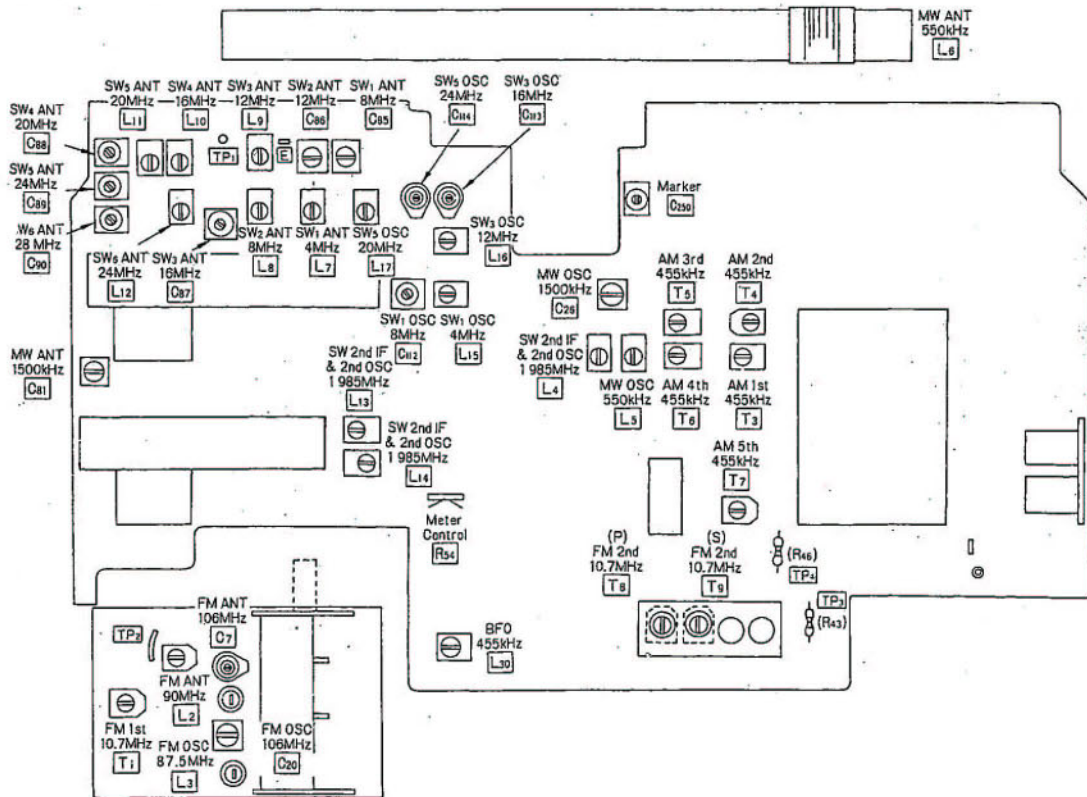 MW ANT
550kHz
L6
SW5 ANT
20MHz
L11
SW4 ANT
16MHz
L10
SW3 ANT
12MHz
L9
SW2 ANT
12MHz
C86
SW1 ANT
8MHz
C85
SW5 OSC
24MHz
C114
SW3 OSC
16MHz
C113
SW4 ANT
20MHz
C88
TP1
E
SW5 ANT
24MHz
C89
Marker
C250
W6 ANT
28 MHz
C90
SW5 ANT
24MHz
L12
SW3 ANT
16MHz
C87
SW2 ANT
8MHz
L8
SW1 ANT
4MHz
L7
SW5 OSC
20MHz
L17
SW3 OSC
12MHz
L16
MW OSC
1500kHz
C26
AM 3rd
455kHz
T5
AM 2nd
455kHz
T4
SW1 OSC
8MHz
C112
SW1 OSC
4MHz
L15
MW ANT
1500kHz
C81
SW 2nd IF
& 2nd OSC
1 985MHz
L13
SW 2nd IF
& 2nd OSC
1 985MHz
L4
MW OSC
550kHz
L5
AM 4th
455kHz
T6
AM 1st
455kHz
T3
SW 2nd IF
& 2nd OSC
1 985MHz
L14
AM 5th
455kHz
T7
Meter
Control
R54
(P)
FM 2nd
10.7MHz
T8
(S)
FM 2nd
10.7MHz
T9
(R46)
TP4
TP3
(R43)
FM ANT
106MHz
C7
TP2
BFO
455kHz
L30
FM ANT
90MHz
L2
FM 1st
10.7MHz
T1
FM OSC
87.5MHz
L3
FM OSC
106MHz
C20